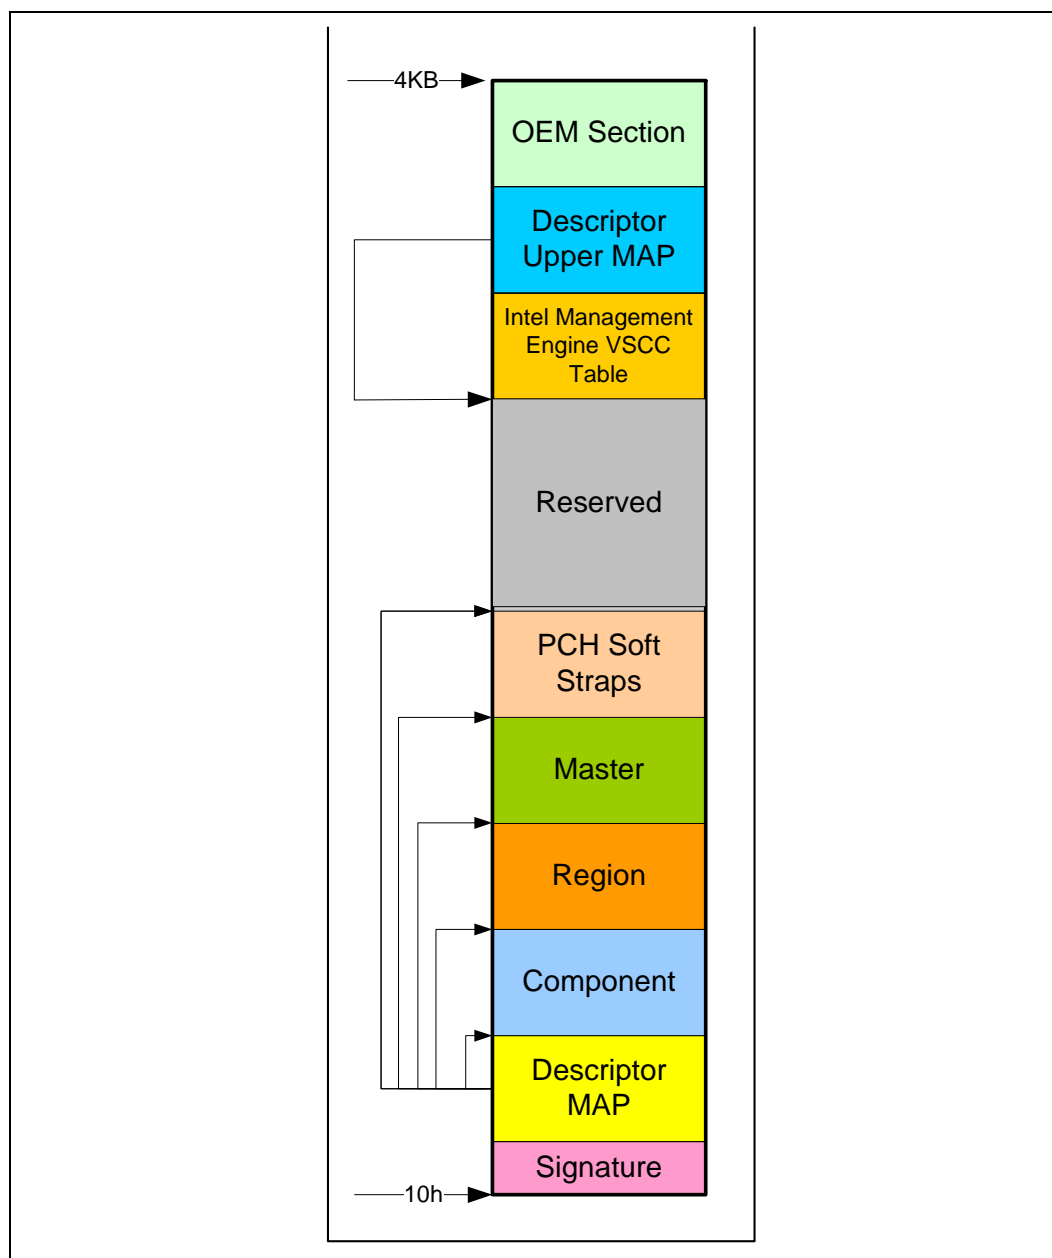 4KB
OEM Section
Descriptor
Upper MAP
Intel Management
Engine VSCC
Table
Reserved
PCH Soft
Straps
Master
Region
Component
Descriptor
MAP
Signature
10h